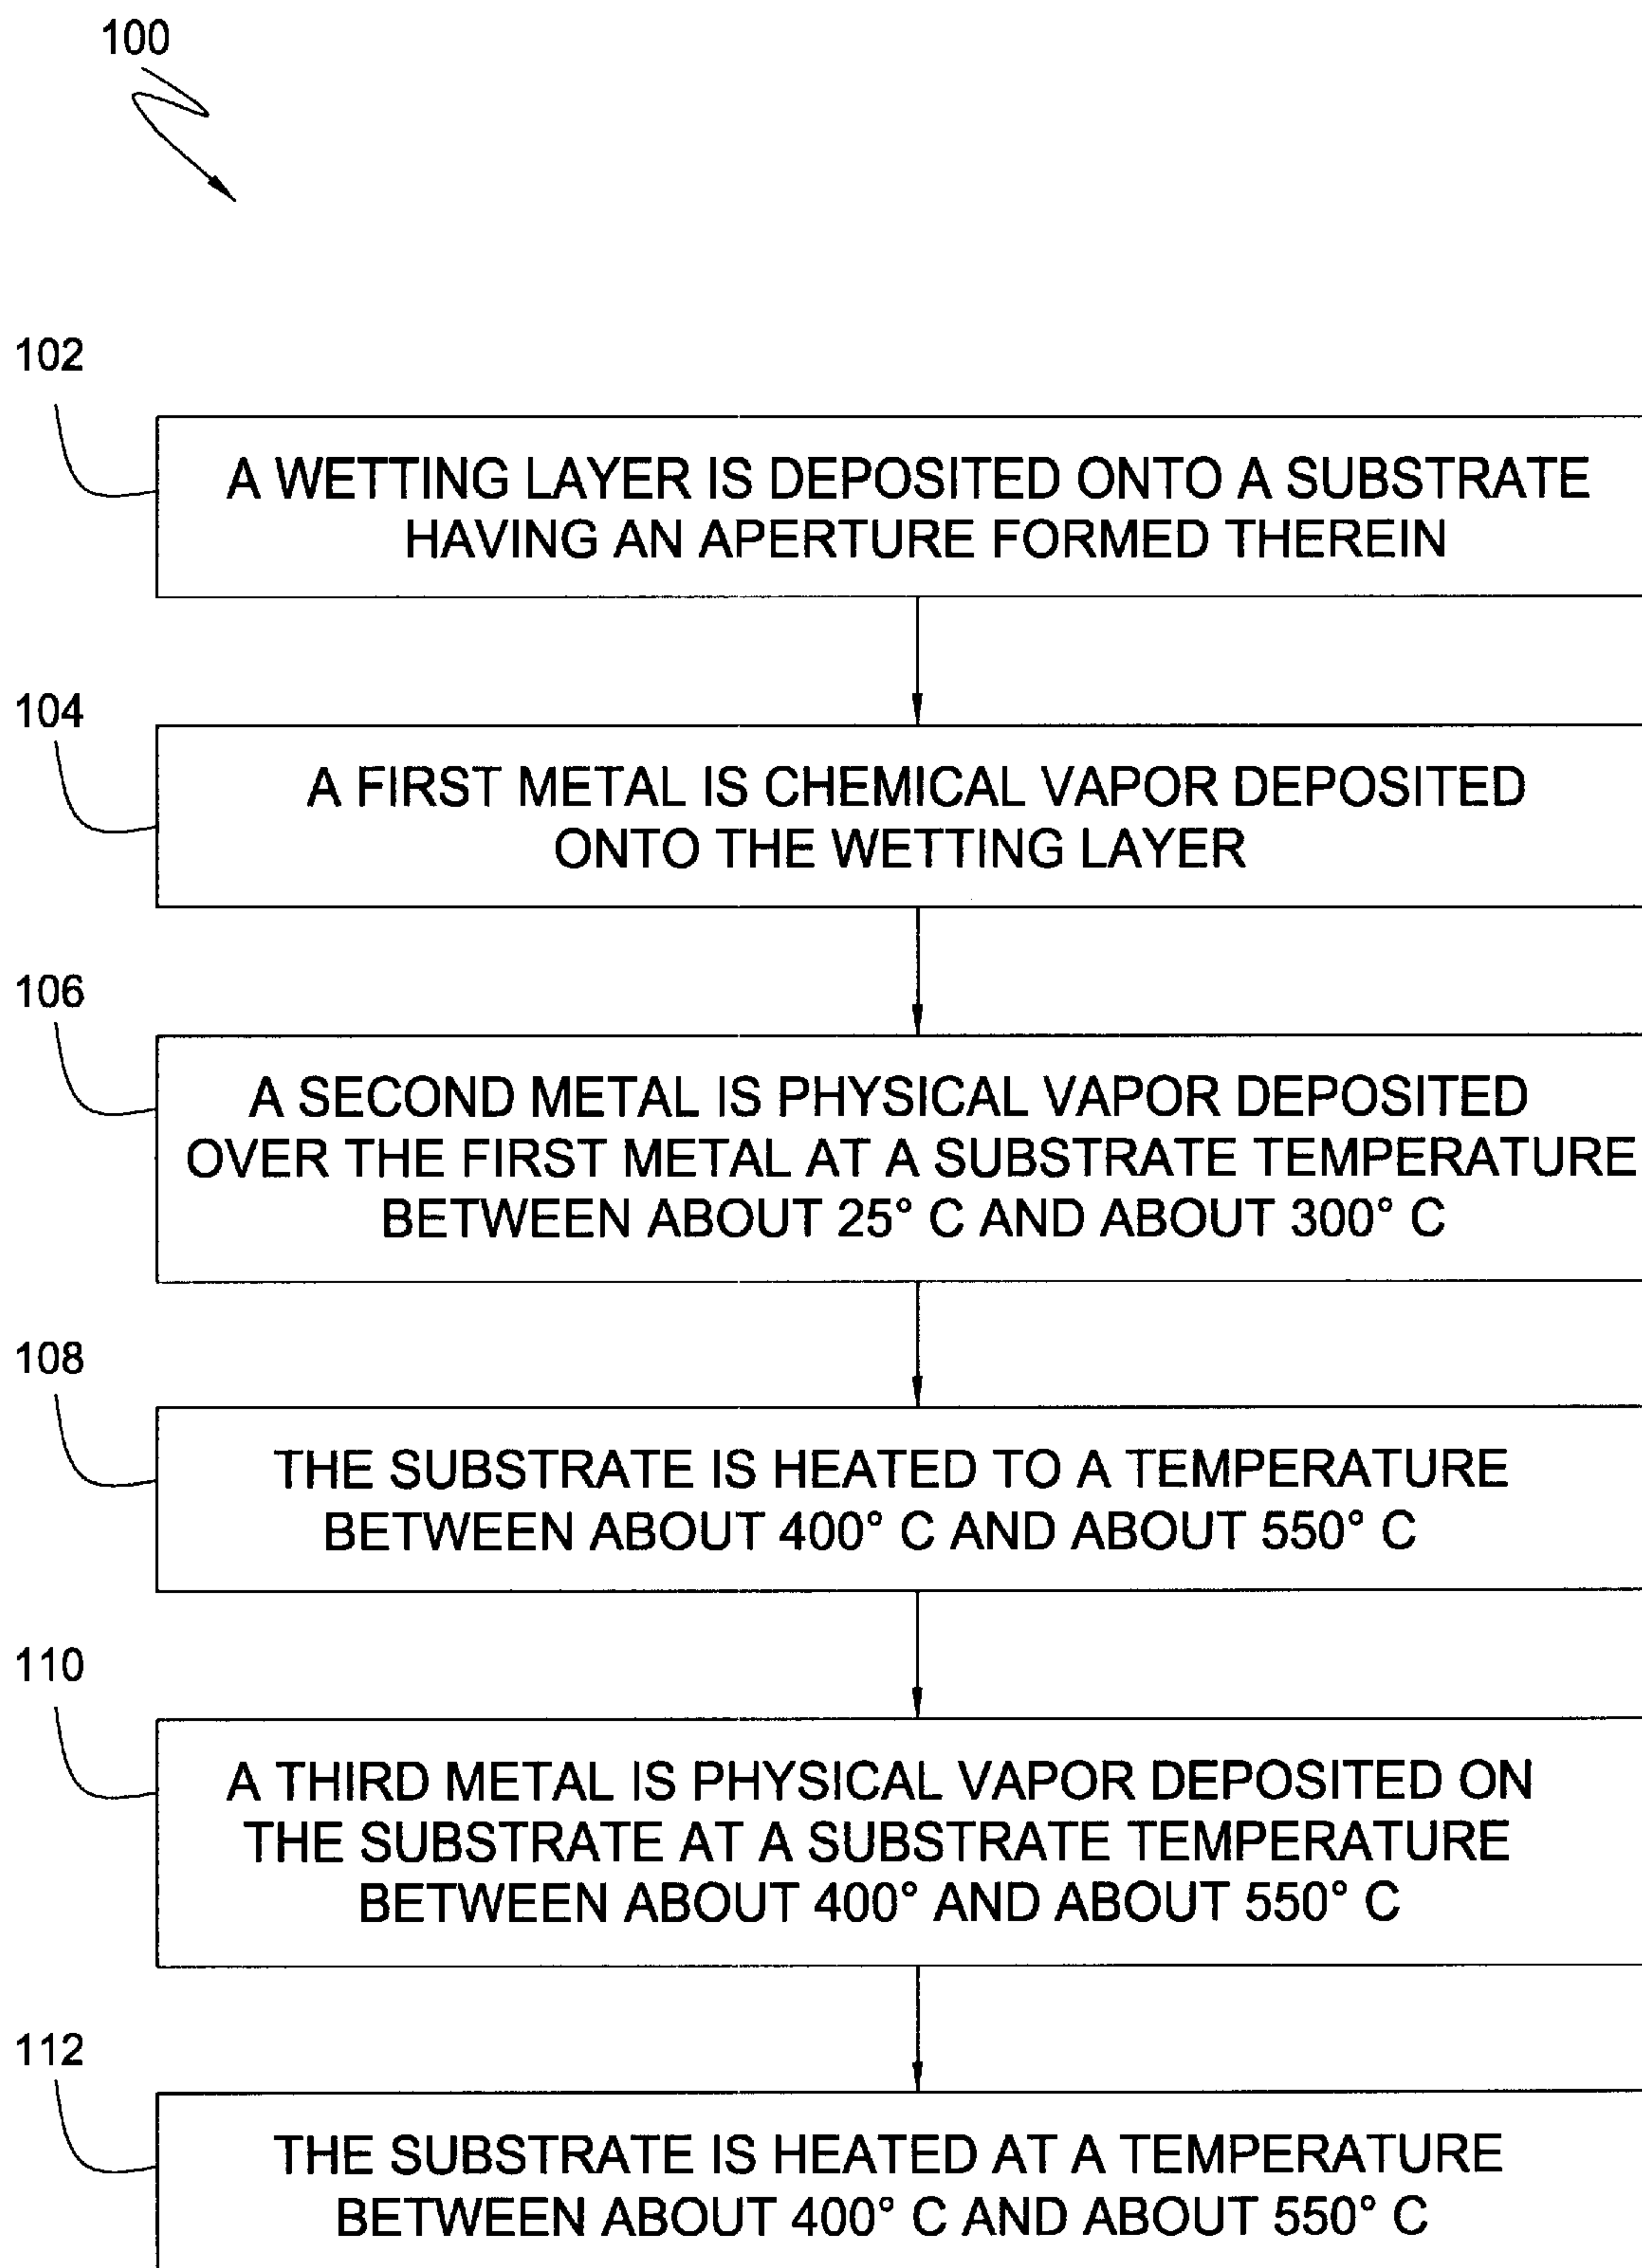 100
102
A WETTING LAYER IS DEPOSITED ONTO A SUBSTRATE
HAVING AN APERTURE FORMED THEREIN
104
A FIRST METAL IS CHEMICAL VAPOR DEPOSITED
ONTO THE WETTING LAYER
106
A SECOND METAL IS PHYSICAL VAPOR DEPOSITED
OVER THE FIRST METAL AT A SUBSTRATE TEMPERATURE
BETWEEN ABOUT 25° C AND ABOUT 300° C
108
THE SUBSTRATE IS HEATED TO A TEMPERATURE
BETWEEN ABOUT 400° C AND ABOUT 550° C
110
A THIRD METAL IS PHYSICAL VAPOR DEPOSITED ON
THE SUBSTRATE AT A SUBSTRATE TEMPERATURE
BETWEEN ABOUT 400° AND ABOUT 550° C
112
THE SUBSTRATE IS HEATED AT A TEMPERATURE
BETWEEN ABOUT 400° C AND ABOUT 550° C